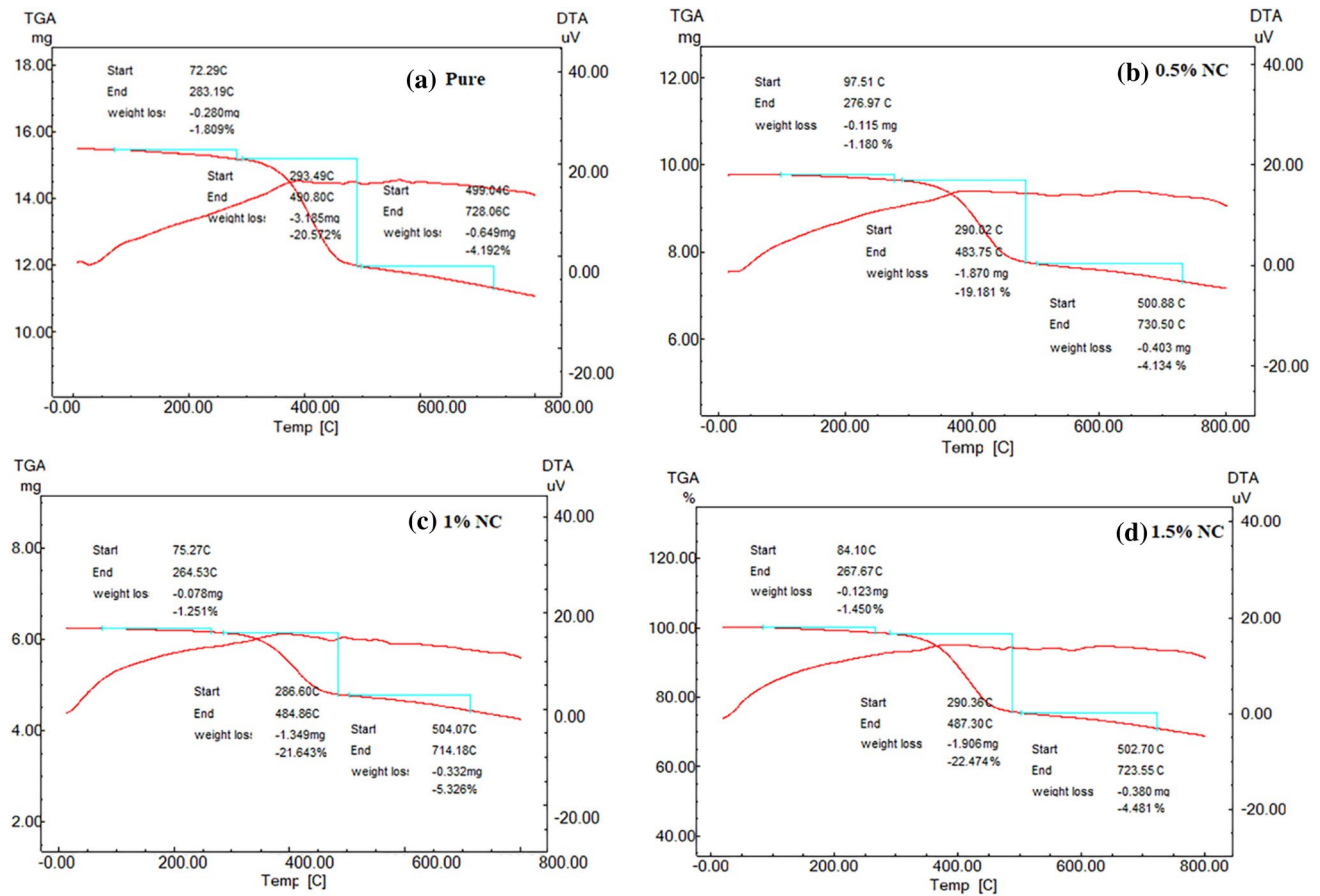 TGA
mg
DTA
uV
(a) Pure
18.00
16.00
14.00
12.00
10.00
40.00
20.00
0.00
-20.00
Start 72.29C
End 283.19C
weight loss -0.280mg
-1.809%
Start 293.49C
End 490.80C
weight loss -3.185mg
-20.572%
Start 499.04C
End 728.06C
weight loss -0.649mg
-4.192%
-0.00 200.00 400.00 600.00 800.00
Temp [C]
TGA
mg
DTA
uV
(b) 0.5% NC
12.00
10.00
8.00
6.00
40.00
20.00
0.00
-20.00
Start 97.51 C
End 276.97 C
weight loss -0.115 mg
-1.180 %
Start 290.02 C
End 483.75 C
weight loss -1.870 mg
-19.181 %
Start 500.88 C
End 730.50 C
weight loss -0.403 mg
-4.134 %
-0.00 200.00 400.00 600.00 800.00
Temp [C]
TGA
mg
DTA
uV
(c) 1% NC
8.00
6.00
4.00
2.00
40.00
20.00
0.00
-20.00
Start 75.27C
End 264.53C
weight los -0.078mg
-1.251%
Start 286.60C
End 484.86C
weight loss -1.349mg
-21.643%
Start 504.07C
End 714.18C
weight loss -0.332mg
-5.326%
-0.00 200.00 400.00 600.00 800.00
Temp [C]
TGA
%
DTA
uV
(d) 1.5% NC
120.00
100.00
80.00
60.00
40.00
40.00
20.00
0.00
-20.00
Start 84.10C
End 267.67C
weight loss -0.123mg
-1.450%
Start 290.36C
End 487.30C
weight loss -1.906mg
-22.474%
Start 502.70 C
End 723.55 C
weight loss -0.380 mg
-4.481 %
-0.00 200.00 400.00 600.00 800.00
Temp [C]